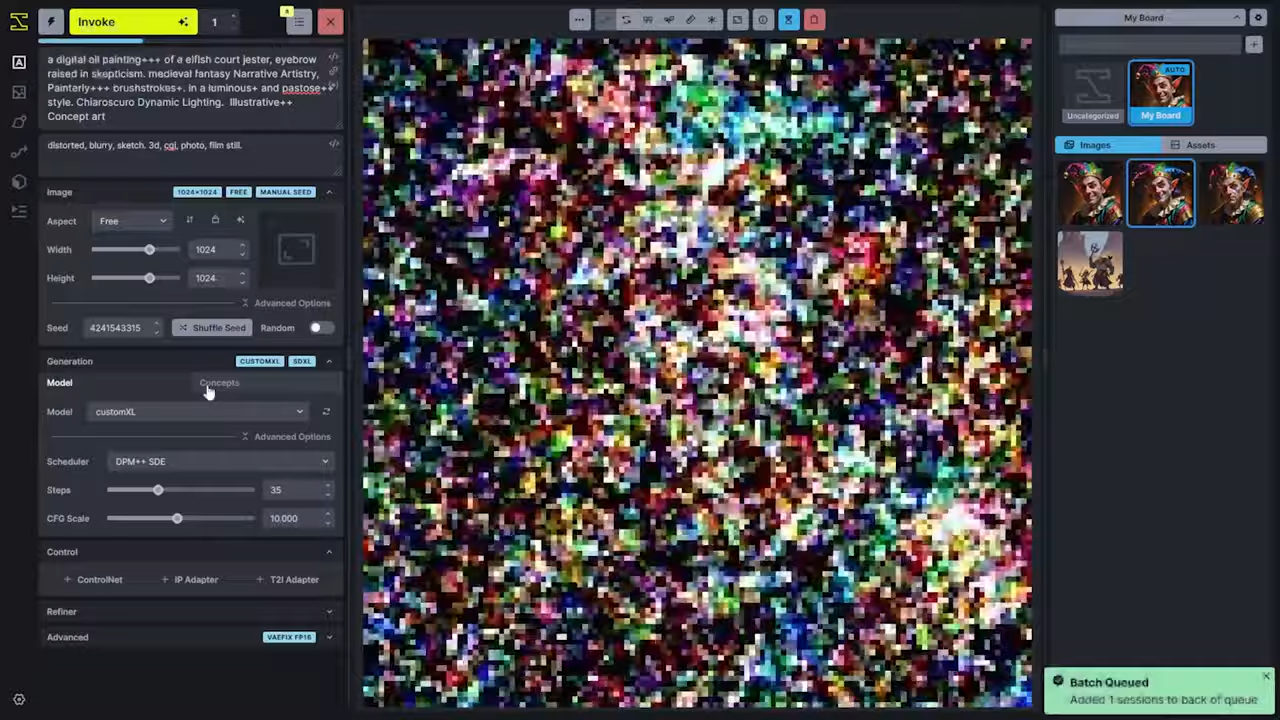 Invoke
1
My Board
a digital oil painting+++ of a elfish court jester, eyebrow
raised in skepticism. medieval fantasy Narrative Artistry,
Painterly+++ brushstrokes+. in a luminous+ and pastose++
style. Chiaroscuro Dynamic Lighting.  Illustrative++
Concept art
AUTO
Uncategorized
My Board
distorted, blurry, sketch. 3d, cgi, photo, film still.
Images
Assets
Image
1024×1024
FREE
MANUAL SEED
Aspect
Free
Width
1024
Height
1024
Advanced Options
Seed
4241543315
Shuffle Seed
Random
Generation
CUSTOMXL
SDXL
Model
Concepts
Model
customXL
Advanced Options
Scheduler
DPM++ SDE
Steps
35
CFG Scale
10.000
Control
+ ControlNet
+ IP Adapter
+ T2I Adapter
Refiner
Advanced
VAEFIX FP16
Batch Queued
Added 1 sessions to back of queue